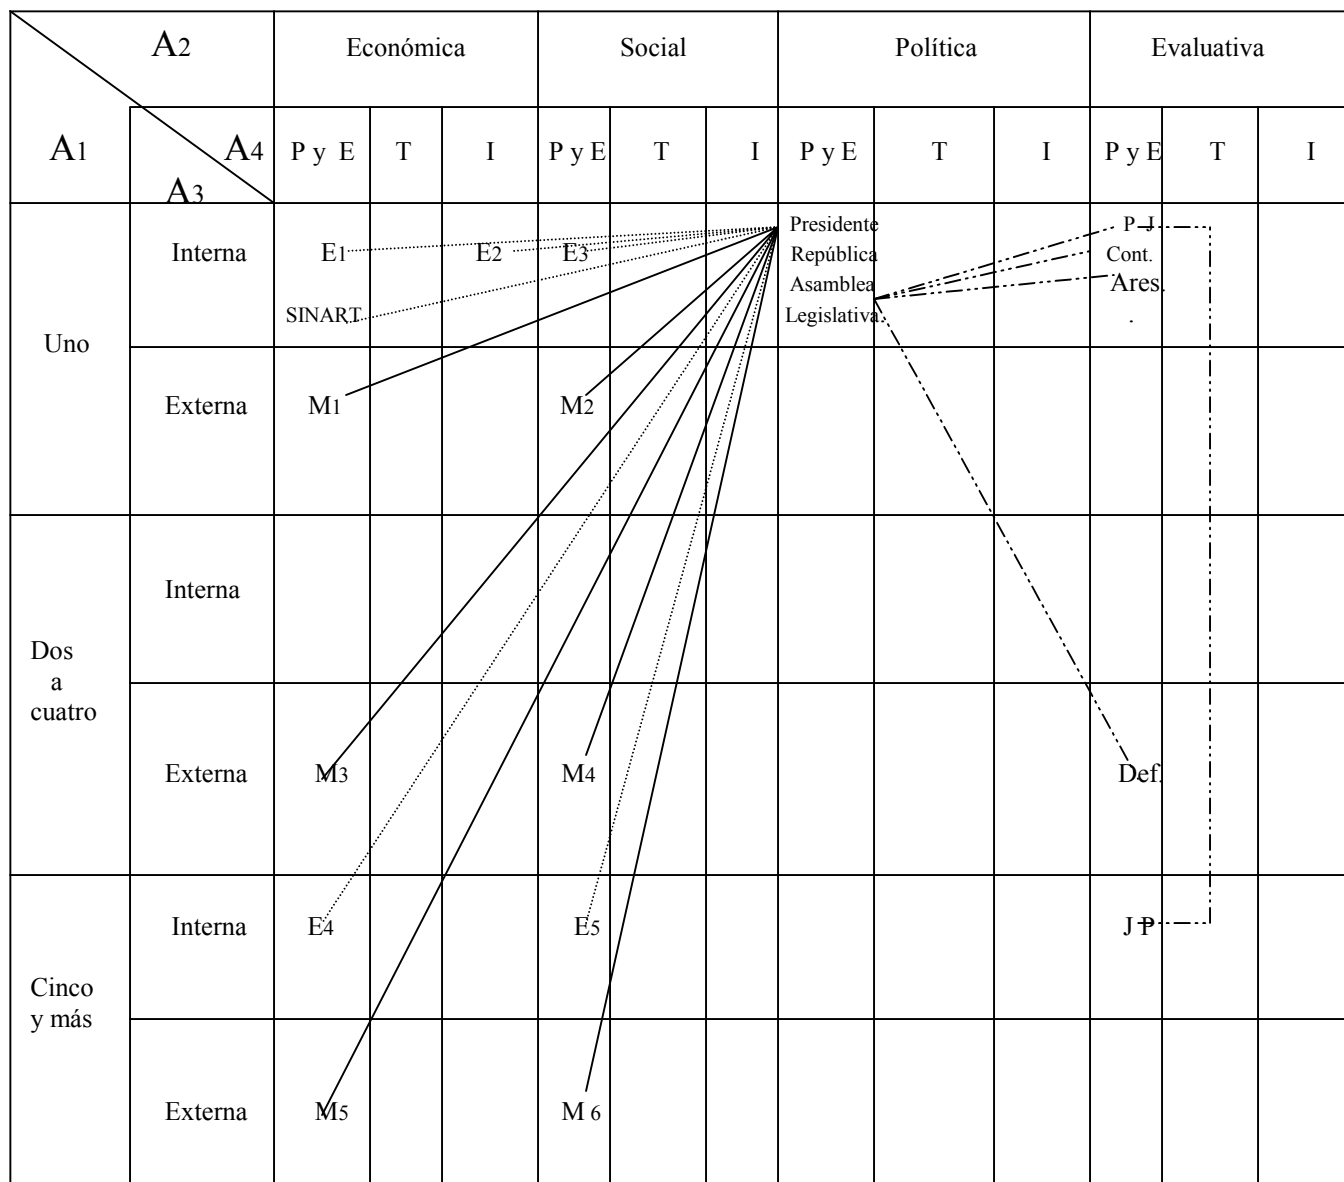 A2 Económica Social Política Evaluativa
A1 A4 P y E T I P y E T I P y E T I P y E T I
A3
Uno
Interna E1 E2 E3 Presidente P J
República Cont.
Asamblea Ares.
SINART Legislativa. .
Externa M1 M2
Dos
a
cuatro
Interna
Externa M3 M4 Def.
Cinco
y más
Interna E4 E5 J P
Externa M5 M 6